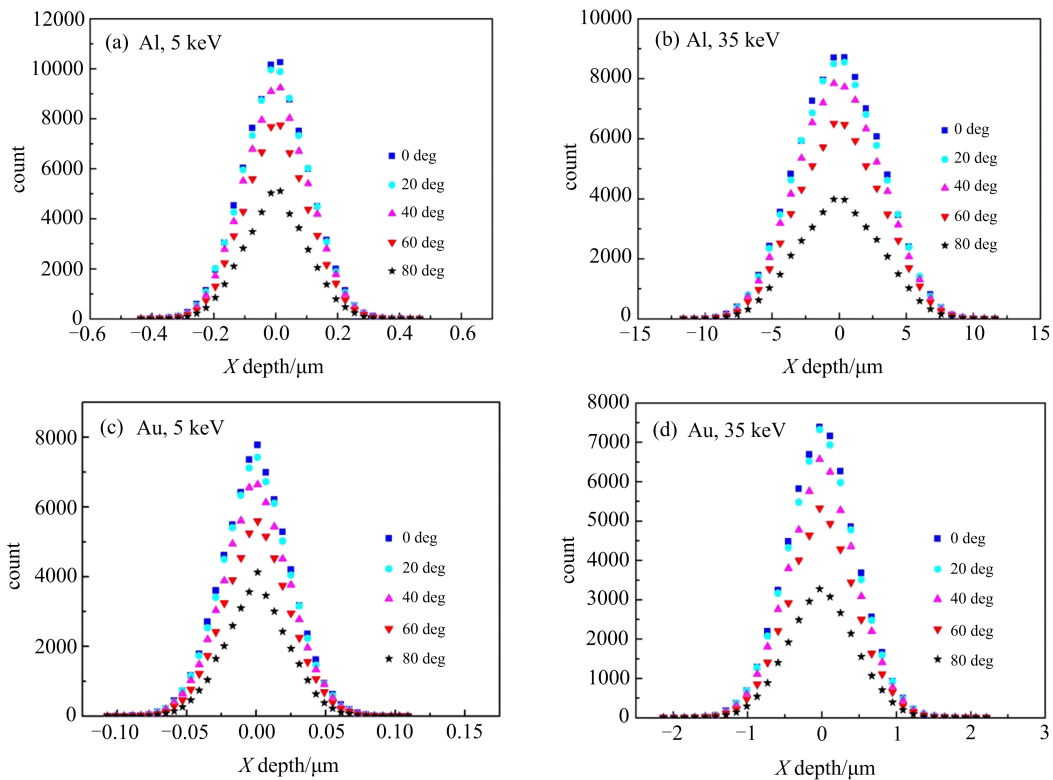 (a) Al, 5 keV
12000
10000
8000
6000
4000
2000
0
count
0 deg
20 deg
40 deg
60 deg
80 deg
−0.6 −0.4 −0.2 0.0 0.2 0.4 0.6
X depth/μm
(b) Al, 35 keV
10000
8000
6000
4000
2000
0
count
0 deg
20 deg
40 deg
60 deg
80 deg
−15 −10 −5 0 5 10 15
X depth/μm
(c) Au, 5 keV
8000
6000
4000
2000
0
count
0 deg
20 deg
40 deg
60 deg
80 deg
−0.10 −0.05 0.00 0.05 0.10 0.15
X depth/μm
(d) Au, 35 keV
8000
7000
6000
5000
4000
3000
2000
1000
0
count
0 deg
20 deg
40 deg
60 deg
80 deg
−2 −1 0 1 2 3
X depth/μm